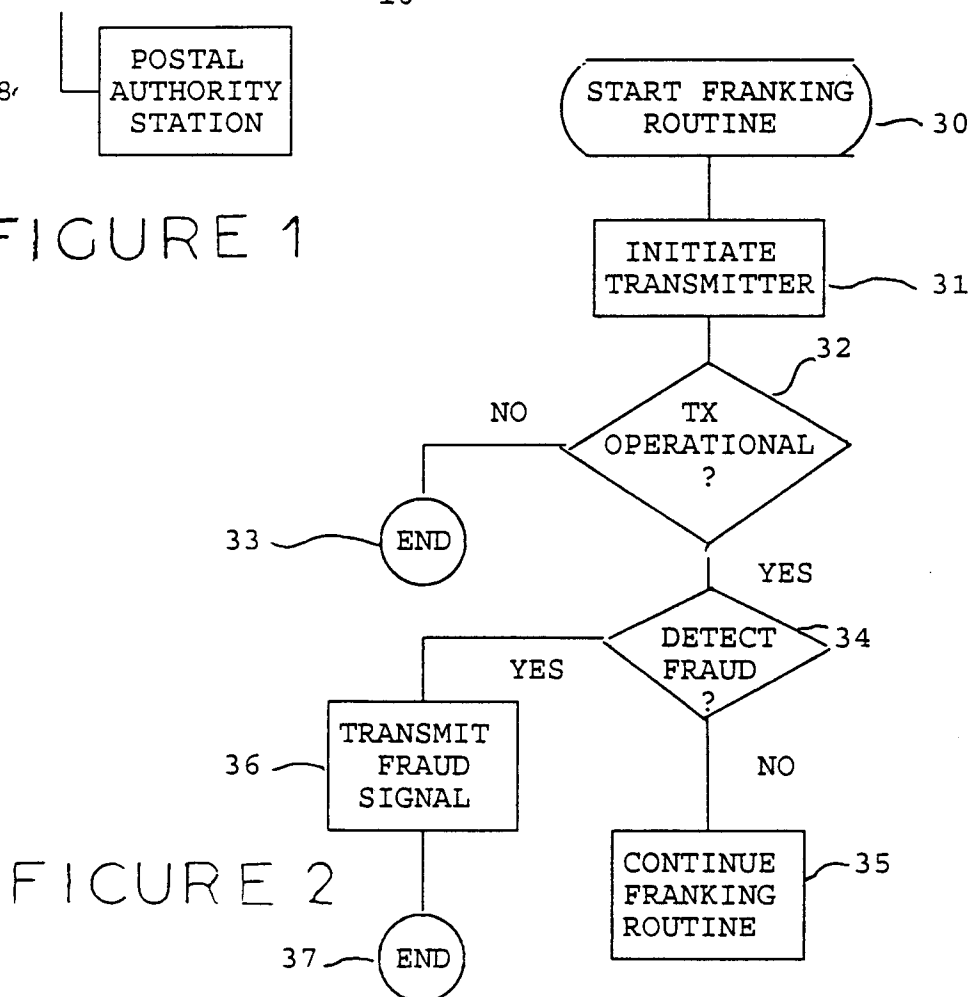 POSTAL
AUTHORITY
STATION
FIGURE 1
START FRANKING
ROUTINE
30
INITIATE
TRANSMITTER
31
32
TX
OPERATIONAL
?
NO
33
END
YES
34
DETECT
FRAUD
?
YES
TRANSMIT
FRAUD
SIGNAL
36
NO
CONTINUE
FRANKING
ROUTINE
35
FIGURE 2
37
END